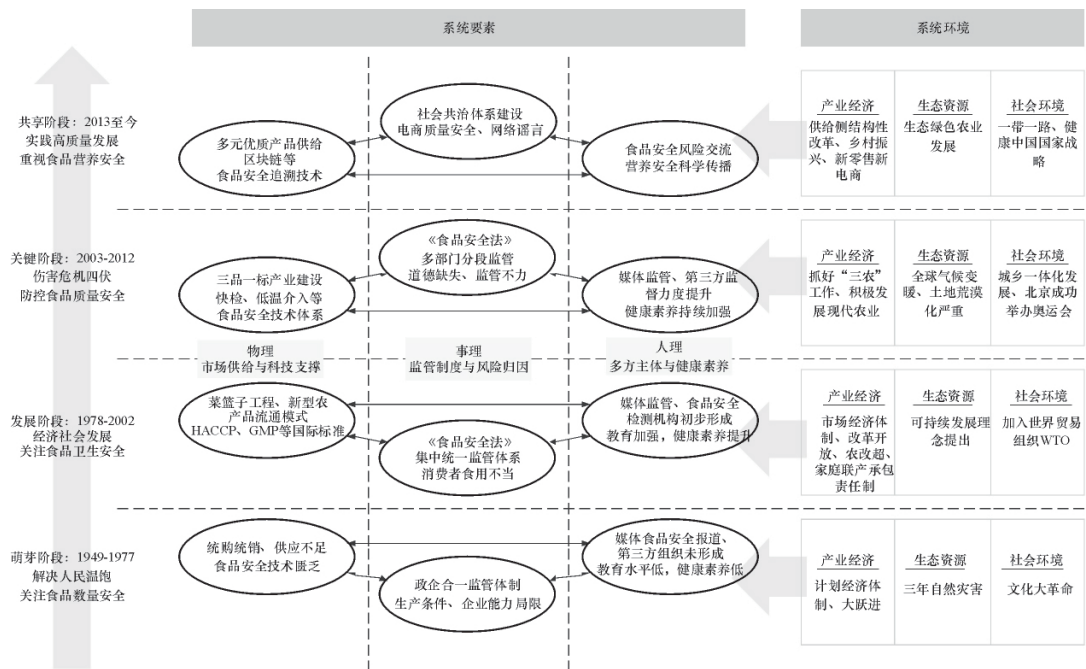 系统要素
系统环境
共享阶段：2013至今
实践高质量发展
重视食品营养安全
多元优质产品供给
区块链等
食品安全追溯技术
社会共治体系建设
电商质量安全、网络谣言
食品安全风险交流
营养安全科学传播
产业经济
供给侧结构性
改革、乡村振
兴、新零售新
电商
生态资源
生态绿色农业
发展
社会环境
一带一路、健
康中国国家战
略
关键阶段：2003-2012
伤害危机四伏
防控食品质量安全
三品一标产业建设
快检、低温介入等
食品安全技术体系
《食品安全法》
多部门分段监管
道德缺失、监管不力
媒体监管、第三方监
督力度提升
健康素养持续加强
产业经济
抓好“三农”
工作、积极发
展现代农业
生态资源
全球气候变
暖、土地荒漠
化严重
社会环境
城乡一体化发
展、北京成功
举办奥运会
物理
市场供给与科技支撑
事理
监管制度与风险归因
人理
多方主体与健康素养
发展阶段：1978-2002
经济社会发展
关注食品卫生安全
菜篮子工程、新型农
产品流通模式
HACCP、GMP等国际标准
《食品安全法》
集中统一监管体系
消费者食用不当
媒体监管、食品安全
检测机构初步形成
教育加强，健康素养提升
产业经济
市场经济体
制、改革开
放、农改超、
家庭联产承包
责任制
生态资源
可持续发展理
念提出
社会环境
加入世界贸易
组织WTO
萌芽阶段：1949-1977
解决人民温饱
关注食品数量安全
统购统销、供应不足
食品安全技术匮乏
政企合一监管体制
生产条件、企业能力局限
媒体食品安全报道、
第三方组织未形成
教育水平低，健康素养低
产业经济
计划经济体
制、大跃进
生态资源
三年自然灾害
社会环境
文化大革命